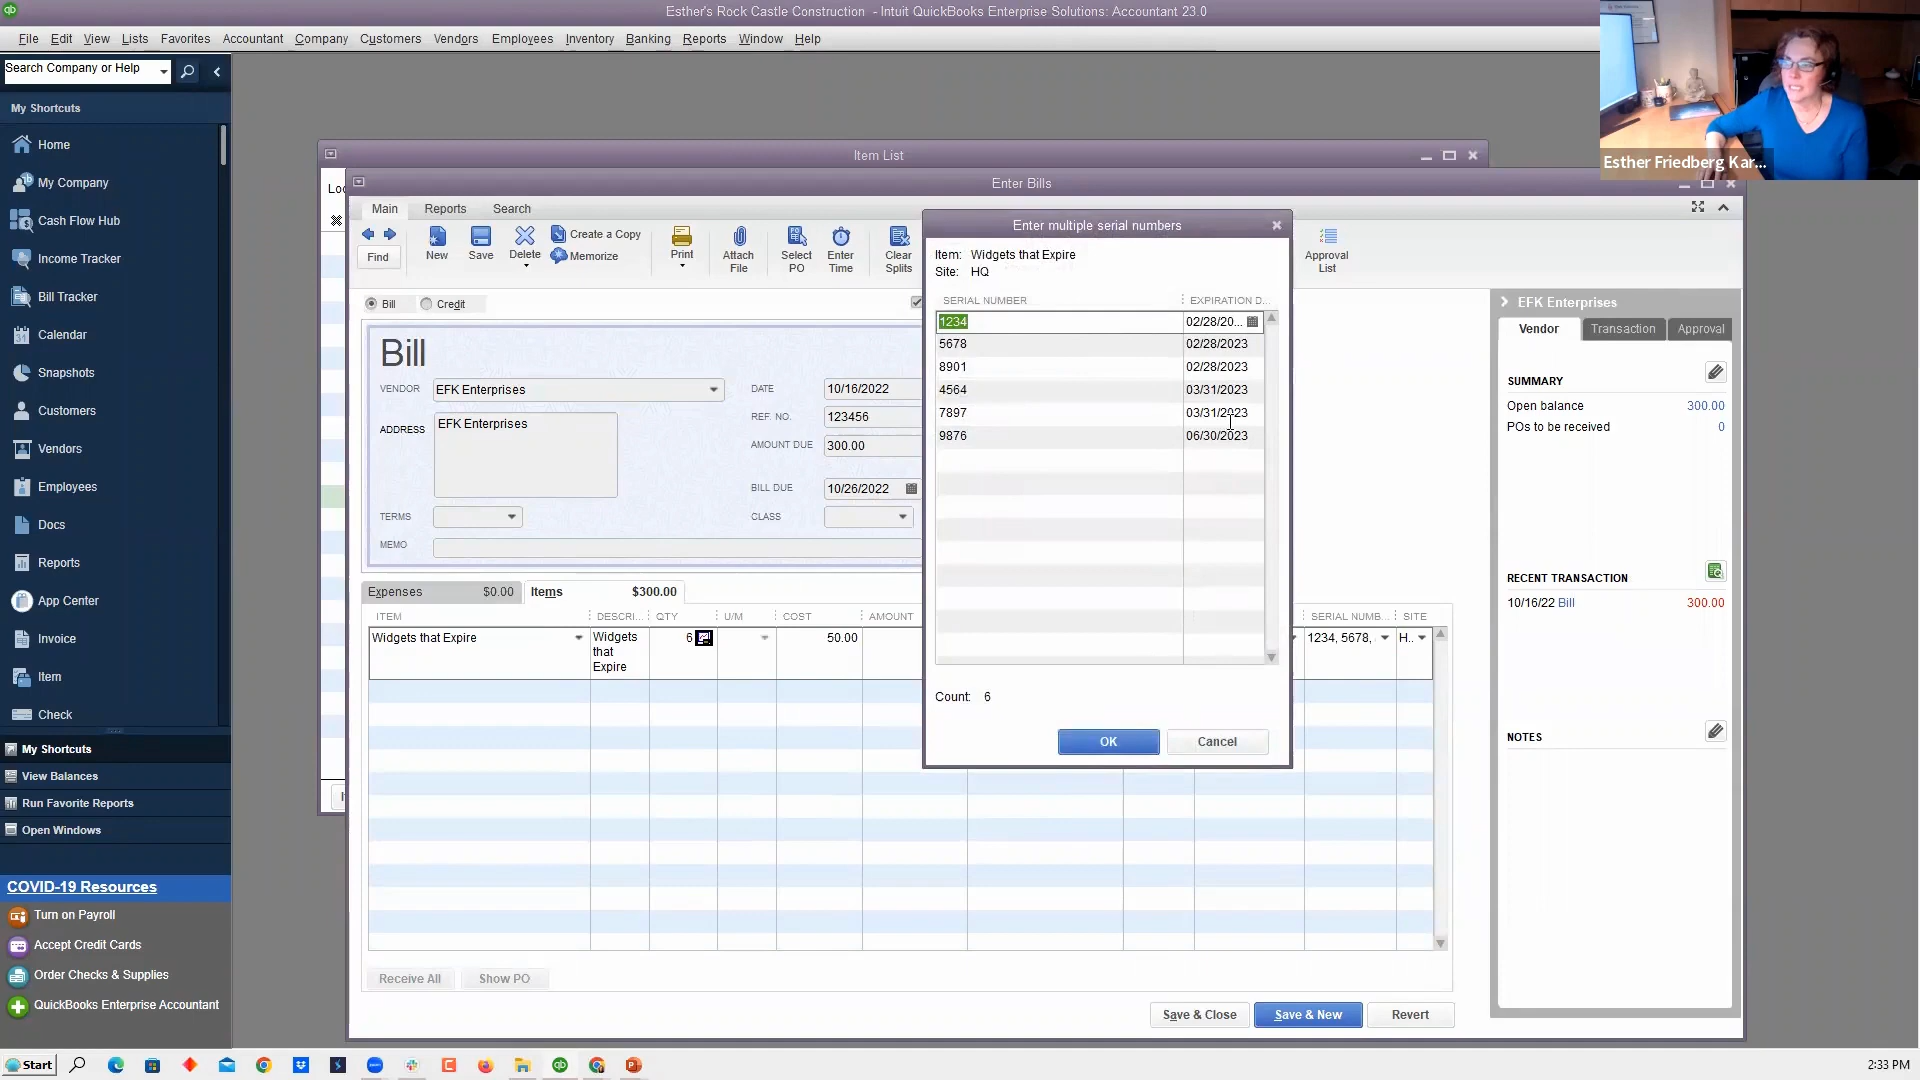 Esther's Rock Castle Construction - Intuit QuickBooks Enterprise Solutions: Accountant 23.0
File Edit View Lists Favorites Accountant Company Customers Vendors Employees Inventory Banking Reports Window Help
Search Company or Help
My Shortcuts
Home
My Company
Cash Flow Hub
Income Tracker
Bill Tracker
Calendar
Snapshots
Customers
Vendors
Employees
Docs
Reports
App Center
Invoice
Item
Check
My Shortcuts
View Balances
Run Favorite Reports
Open Windows
COVID-19 Resources
Turn on Payroll
Accept Credit Cards
Order Checks & Supplies
QuickBooks Enterprise Accountant
Esther Friedberg Kar...
Item List
Enter Bills
Main Reports Search
Find
New
Save
Delete
Create a Copy
Memorize
Print
Attach File
Select PO
Enter Time
Clear Splits
Approval List
Bill Credit
Bill
VENDOR EFK Enterprises
ADDRESS EFK Enterprises
TERMS
MEMO
DATE 10/16/2022
REF. NO. 123456
AMOUNT DUE 300.00
BILL DUE 10/26/2022
CLASS
Expenses $0.00 Items $300.00
ITEM DESCRI... QTY U/M COST AMOUNT SERIAL NUMB... SITE
Widgets that Expire Widgets that Expire 6 50.00 1234, 5678, H..
Receive All Show PO
Save & Close Save & New Revert
Enter multiple serial numbers
Item: Widgets that Expire
Site: HQ
SERIAL NUMBER EXPIRATION D...
1234 02/28/20...
5678 02/28/2023
8901 02/28/2023
4564 03/31/2023
7897 03/31/2023
9876 06/30/2023
Count: 6
OK Cancel
EFK Enterprises
Vendor Transaction Approval
SUMMARY
Open balance 300.00
POs to be received 0
RECENT TRANSACTION
10/16/22 Bill 300.00
NOTES
Start
2:33 PM